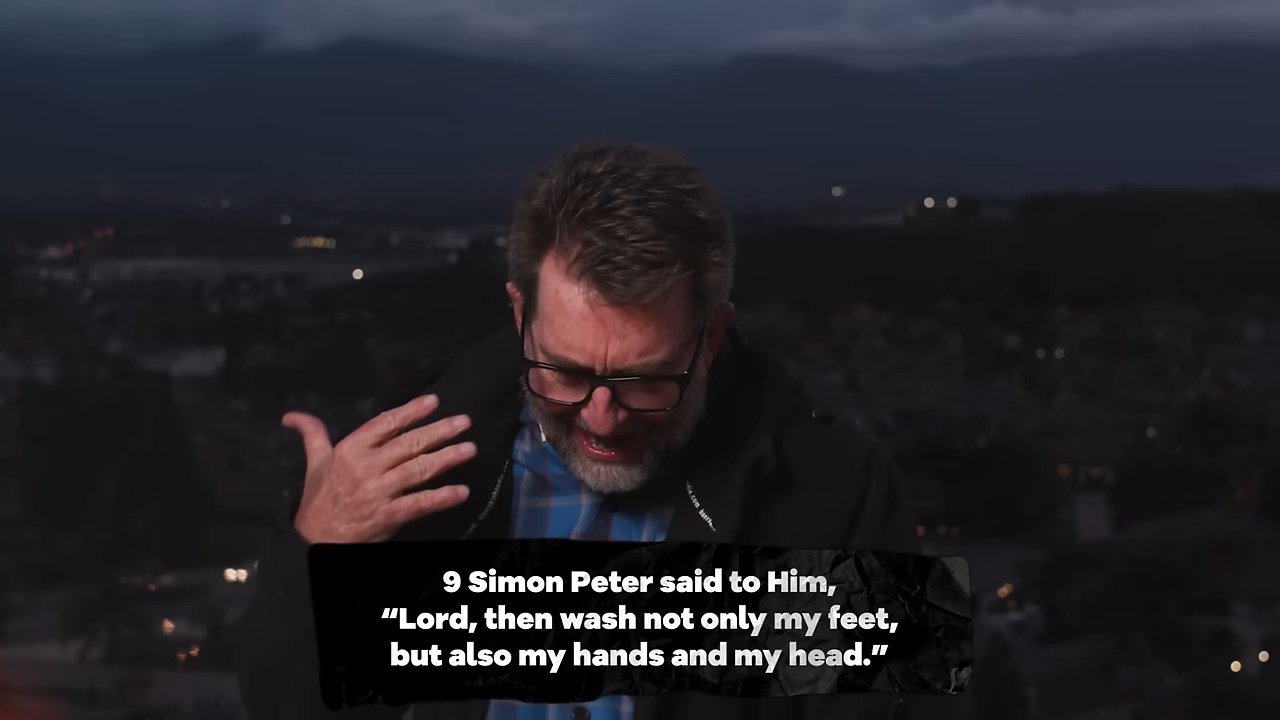 9 Simon Peter said to Him,
“Lord, then wash not only my feet,
but also my hands and my head.”